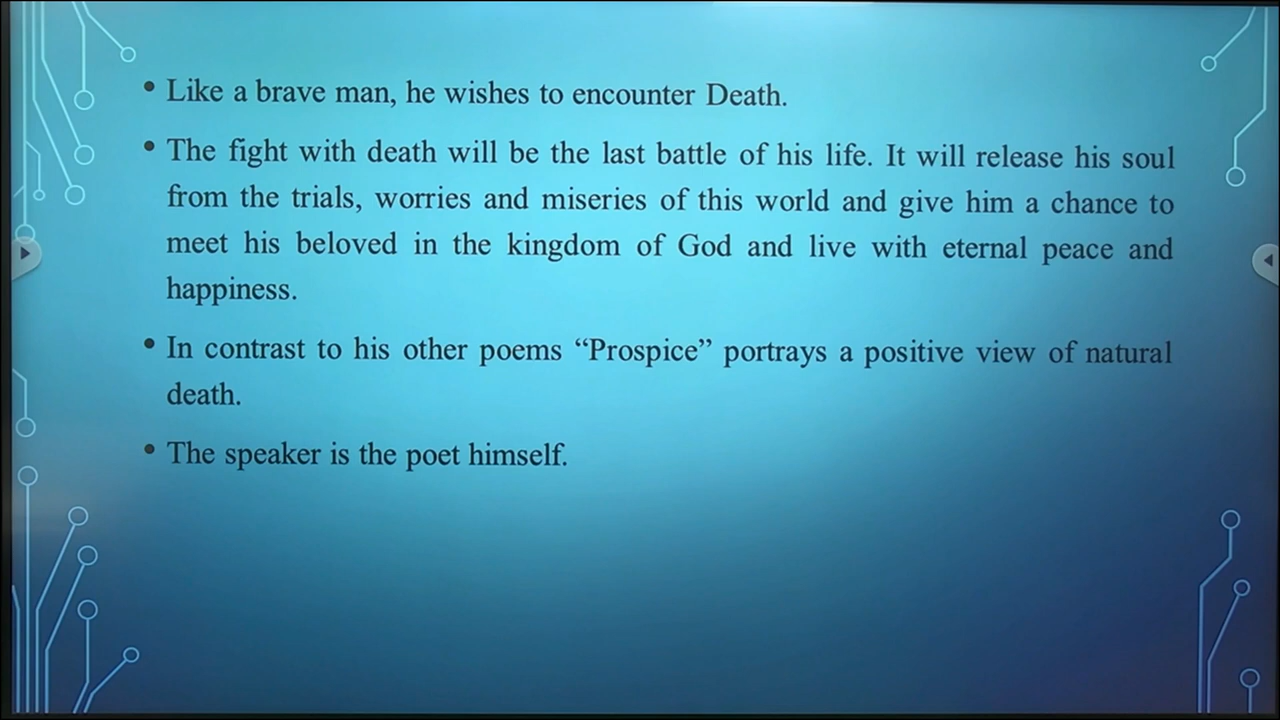 • Like a brave man, he wishes to encounter Death.
• The fight with death will be the last battle of his life. It will release his soul
from the trials, worries and miseries of this world and give him a chance to
meet his beloved in the kingdom of God and live with eternal peace and
happiness.
• In contrast to his other poems “Prospice” portrays a positive view of natural
death.
• The speaker is the poet himself.